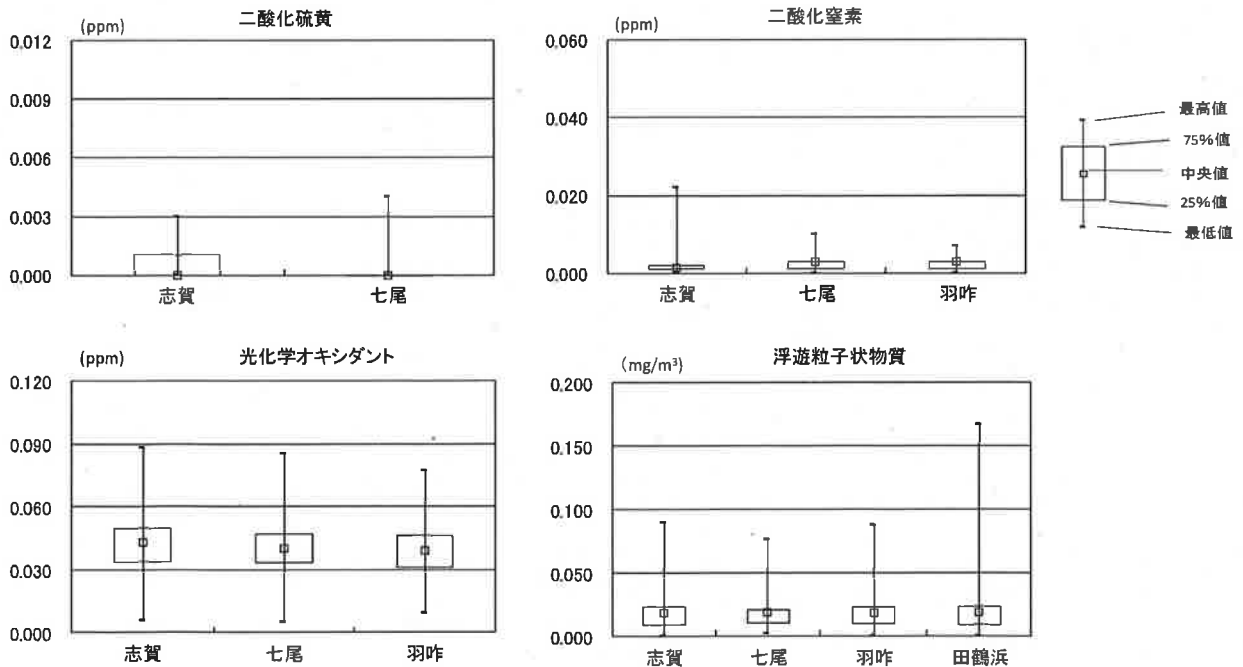 二酸化硫黄
(ppm)
0.012
0.009
0.006
0.003
0.000
志賀 七尾
二酸化窒素
(ppm)
0.060
0.040
0.020
0.000
志賀 七尾 羽咋
最高値
75%値
中央値
25%値
最低値
光化学オキシダント
(ppm)
0.120
0.090
0.060
0.030
0.000
志賀 七尾 羽咋
浮遊粒子状物質
(mg/m³)
0.200
0.150
0.100
0.050
0.000
志賀 七尾 羽咋 田鶴浜